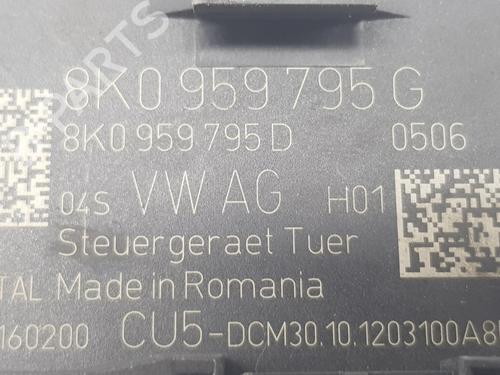 8K0 959 795 G
8K0 959 795 D 0506
04S VW AG H01
Steuergeraet Tuer
TAL Made in Romania
160200 CU5-DCM30.10.1203100A8
PARTS